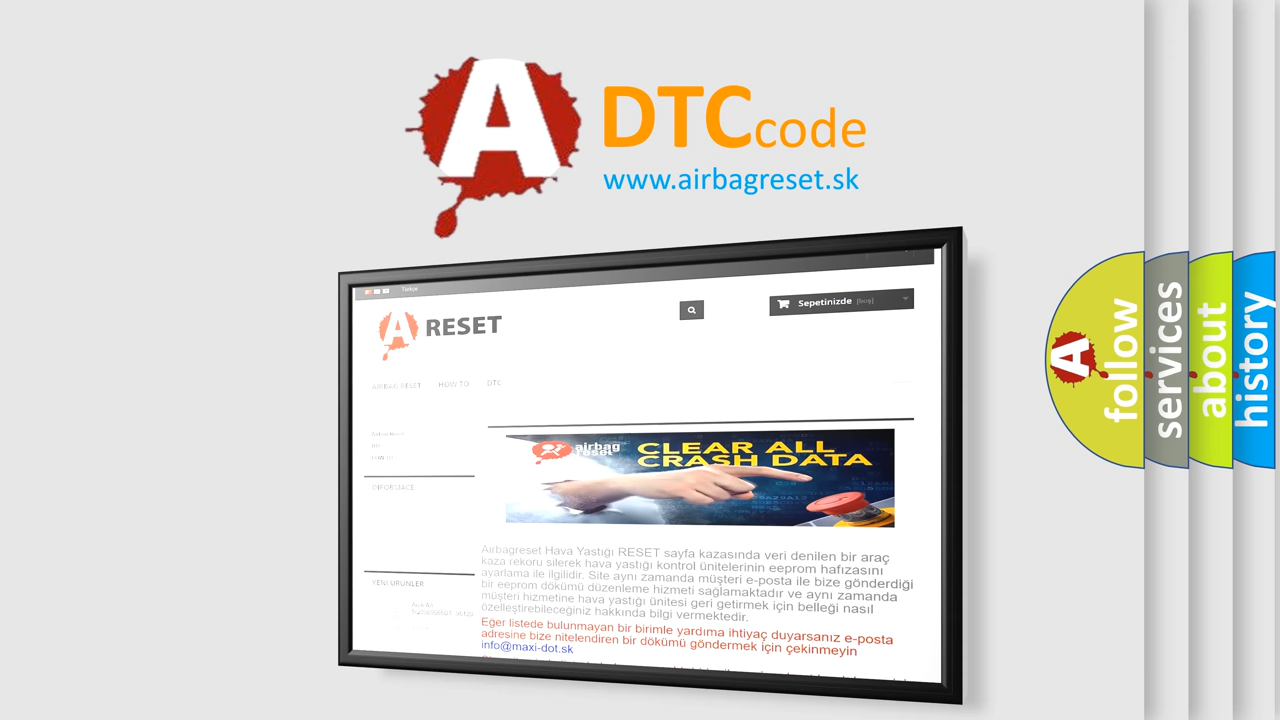 A DTC code
www.airbagreset.sk
Türkçe
A RESET
Sepetinizde (boş)
AIRBAG RESET HOW TO DTC
INFORMACE
airbag reset
CLEAR ALL
CRASH DATA
Airbagreset Hava Yastığı RESET sayfa kazasında veri denilen bir araç
kaza rekoru silerek hava yastığı kontrol ünitelerinin eeprom hafızasını
ayarlama ile ilgilidir. Site aynı zamanda müşteri e-posta ile bize gönderdiği
bir eeprom dökümü düzenleme hizmeti sağlamaktadır ve aynı zamanda
müşteri hizmetine hava yastığı ünitesi geri getirmek için belleği nasıl
özelleştirebileceğiniz hakkında bilgi vermektedir.
Eğer listede bulunmayan bir birimle yardıma ihtiyaç duyarsanız e-posta
adresine bize nitelendiren bir dökümü göndermek için çekinmeyin
info@maxi-dot.sk
YENI ÜRÜNLER
A
follow
services
about
history